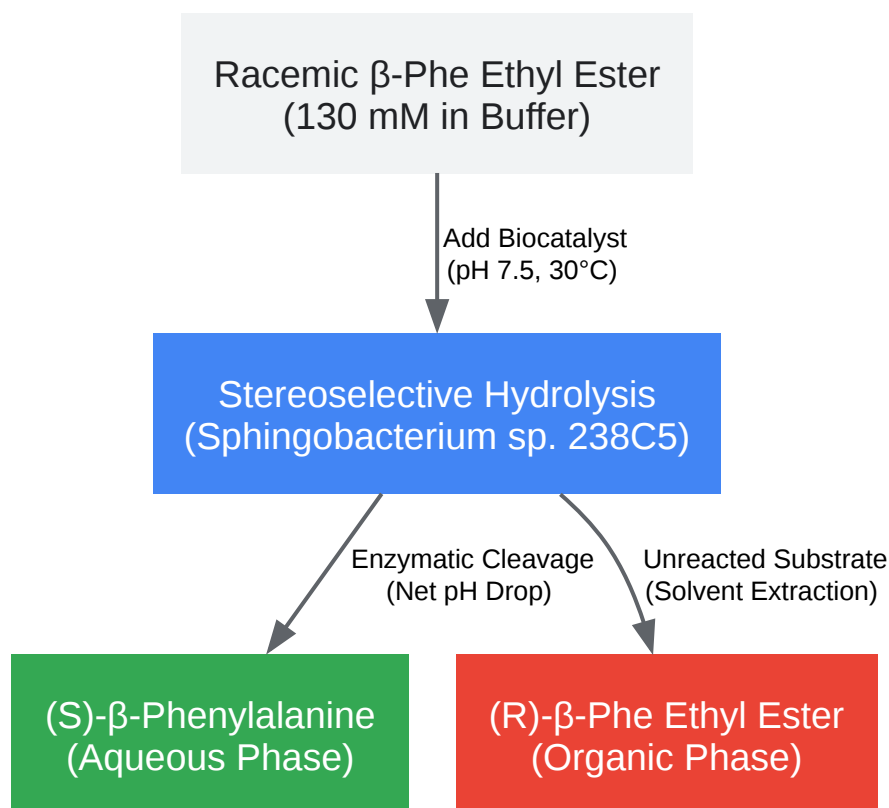 Racemic β-Phe Ethyl Ester
(130 mM in Buffer)
Add Biocatalyst
(pH 7.5, 30°C)
Stereoselective Hydrolysis
(Sphingobacterium sp. 238C5)
Enzymatic Cleavage
(Net pH Drop)
Unreacted Substrate
(Solvent Extraction)
(S)-β-Phenylalanine
(Aqueous Phase)
(R)-β-Phe Ethyl Ester
(Organic Phase)